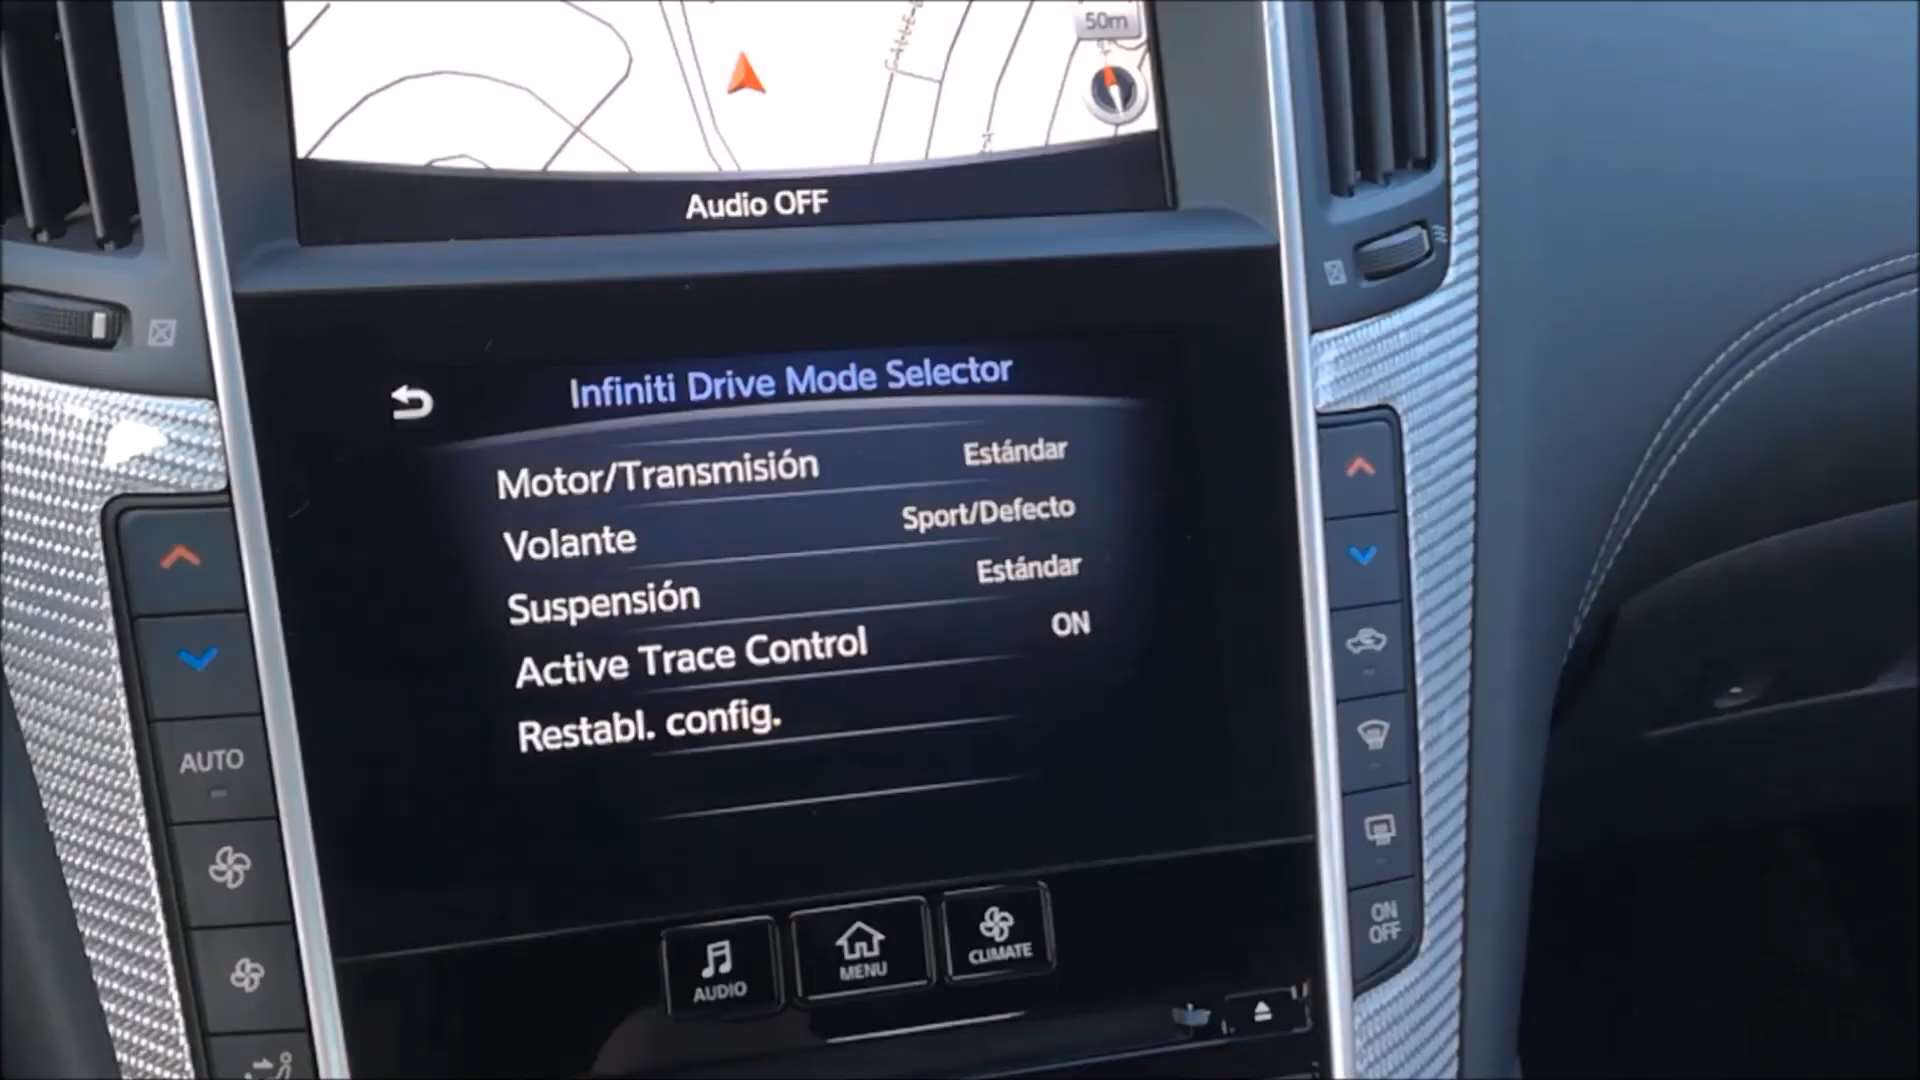 50m
Audio OFF
Infiniti Drive Mode Selector
Motor/Transmisión Estándar
Volante Sport/Defecto
Suspensión Estándar
Active Trace Control ON
Restabl. config.
AUTO
ON
OFF
AUDIO
MENU
CLIMATE